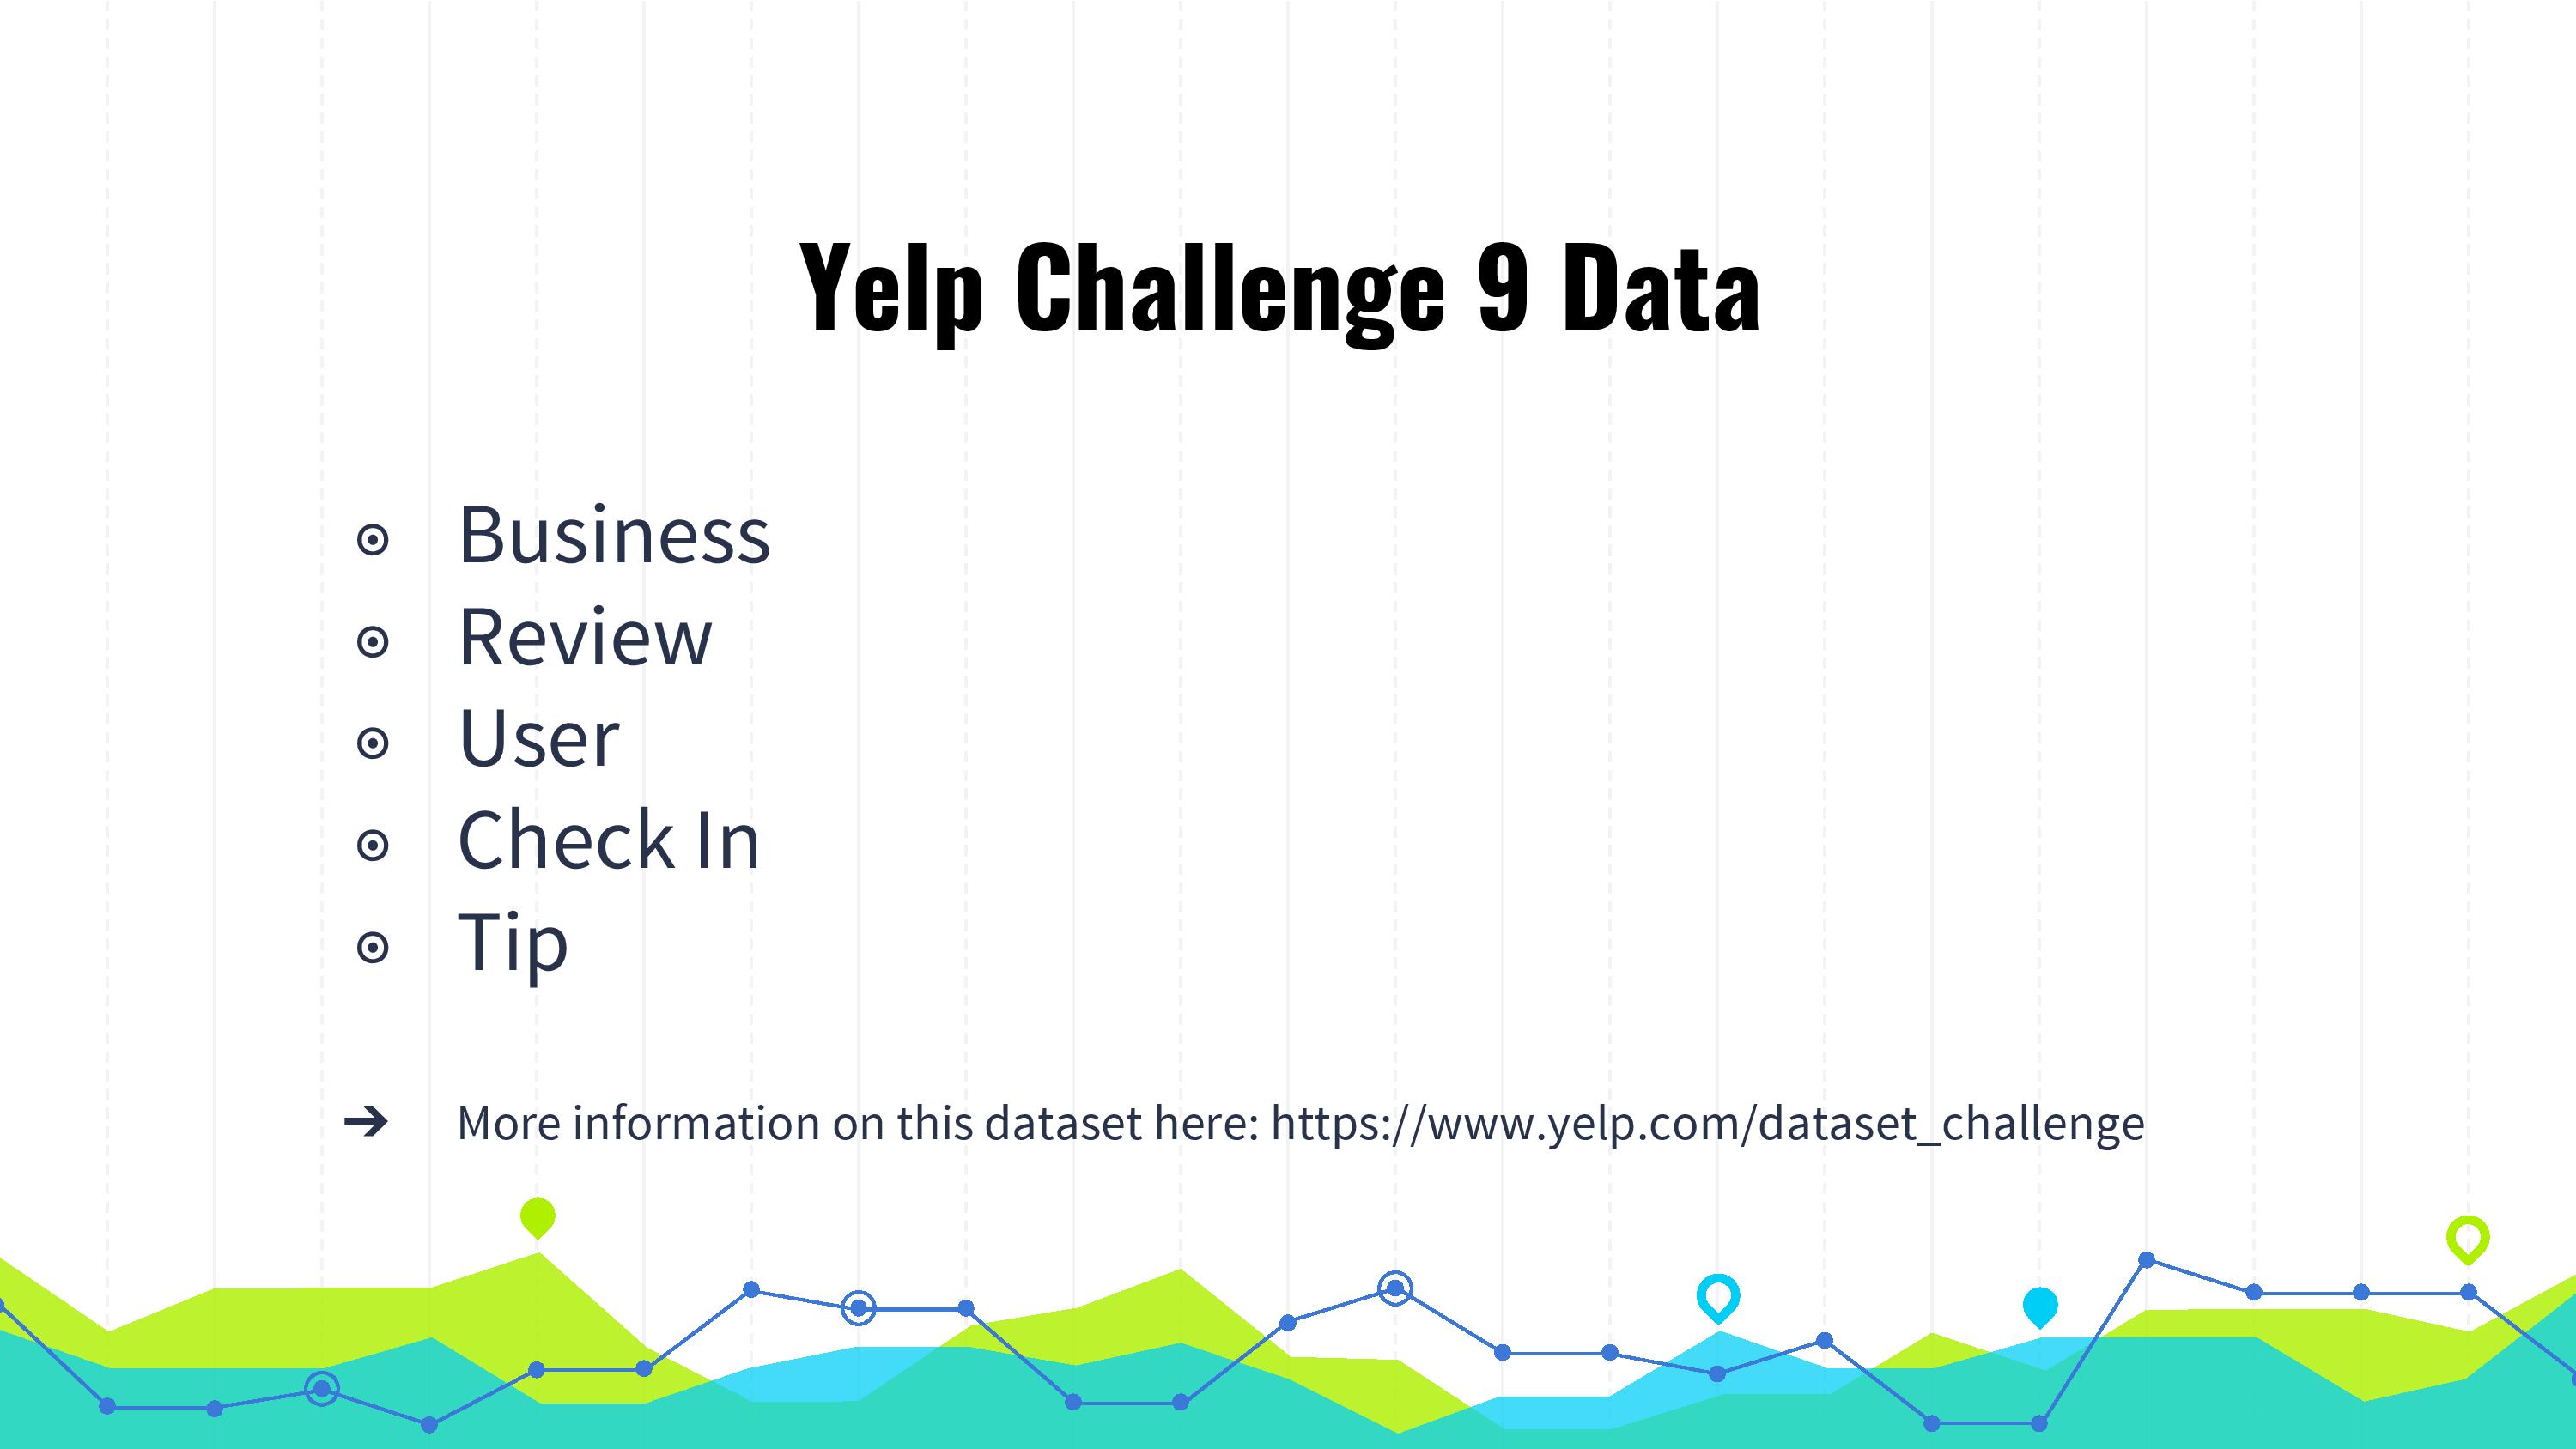 Yelp Challenge 9 Data
Business
Review
User
Check In
Tip
More information on this dataset here: https://www.yelp.com/dataset_challenge